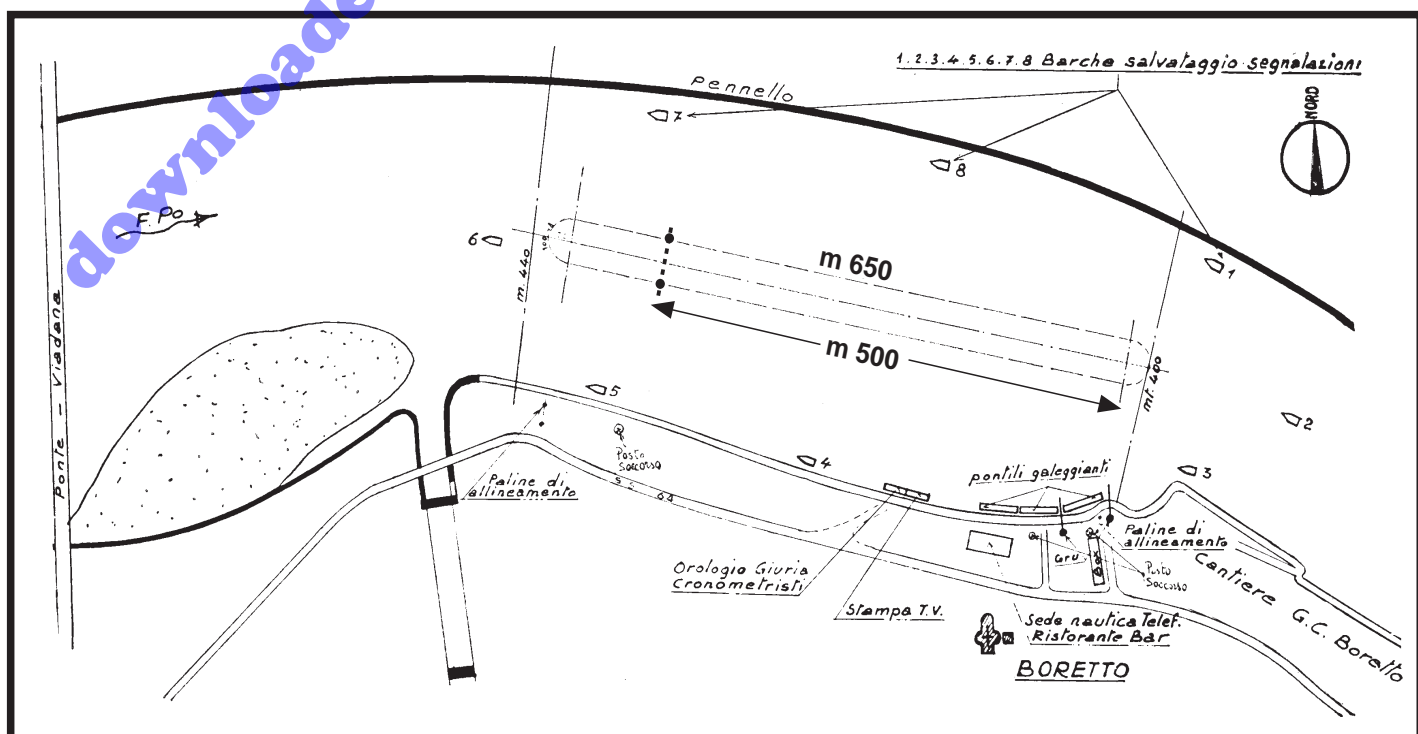 downloade
1.2.3.4.5.6.7.8 Barche salvataggio segnalazioni
NORD
Pennello
7
8
1
F. Po
6
m. 440
m 650
m 500
mt. 400
Ponte - Viadana
5
2
Posto
Soccorso
4
3
pontili galeggianti
Paline di
allineamento
S.S.
Paline di
allineamento
Orologio Giuria
Cronometristi
GRU
Posto
Soccorso
Cantiere G.C. Boretto
Stampa T.V.
Sede nautica Telef.
Ristorante Bar
BORETTO